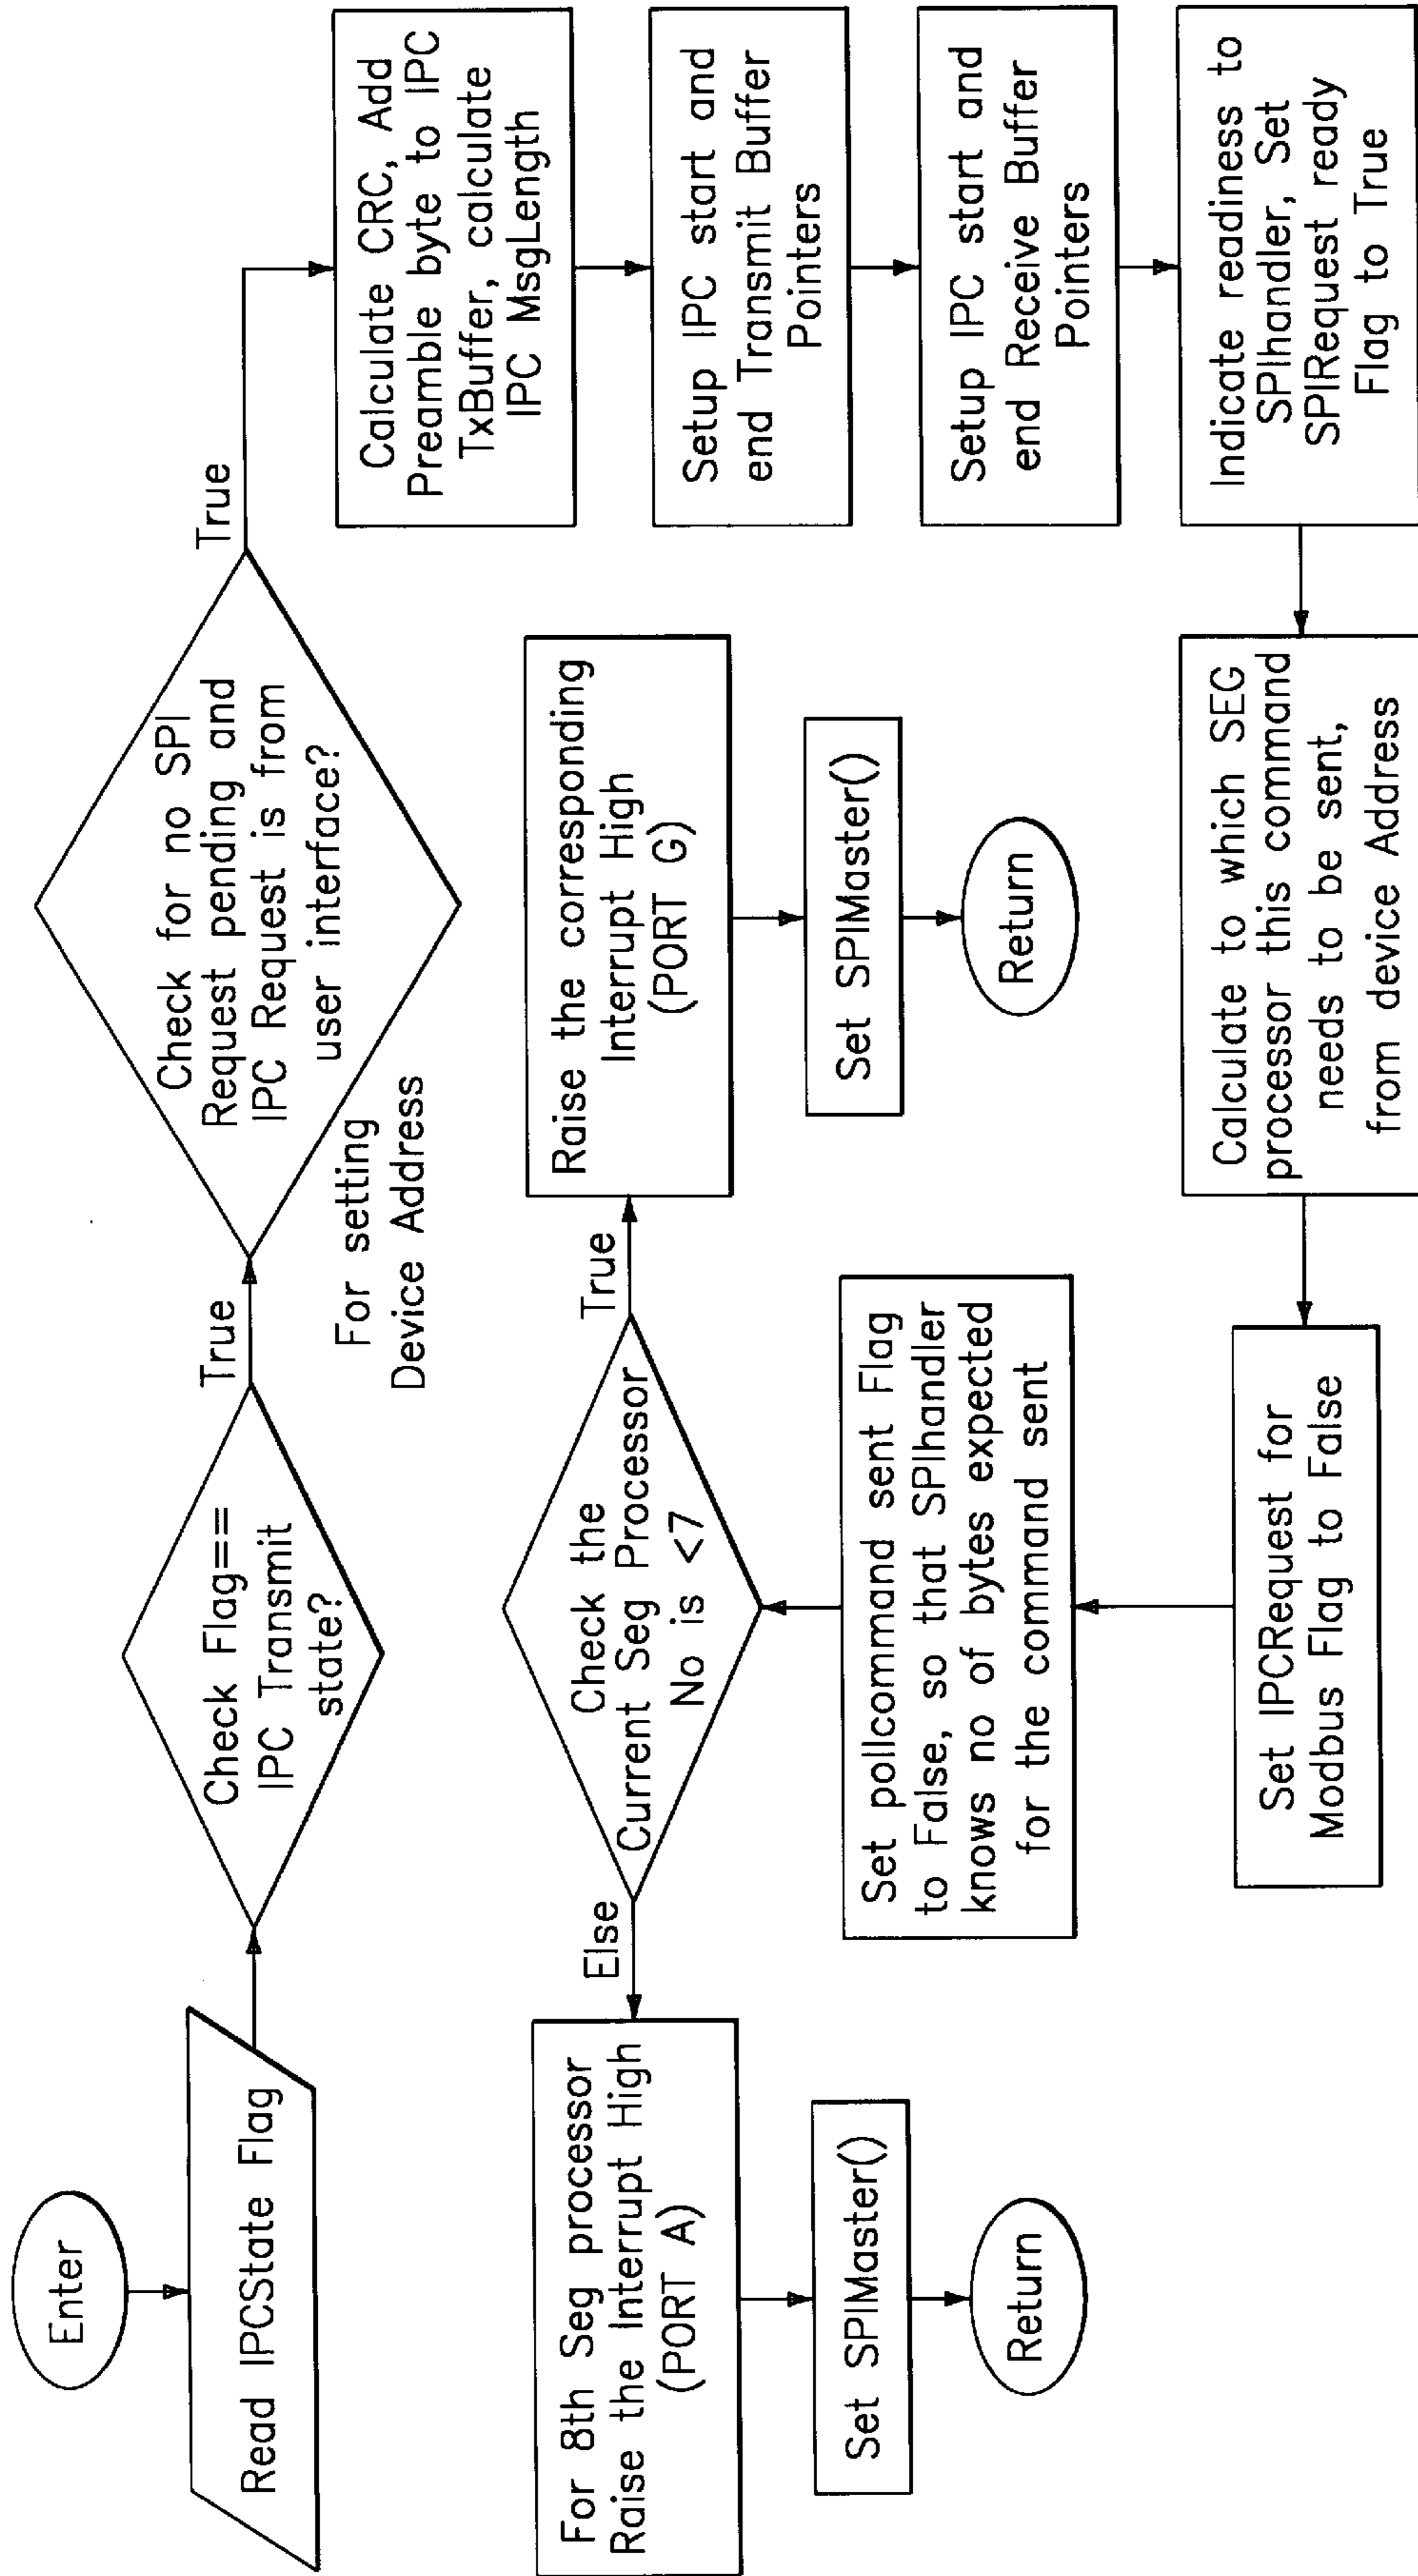 Enter
Read IPCState Flag
Check Flag==
IPC Transmit
state?
True
Check for no SPI
Request pending and
IPC Request is from
user interface?
For setting
Device Address
True
Calculate CRC, Add
Preamble byte to IPC
TxBuffer, calculate
IPC MsgLength
Setup IPC start and
end Transmit Buffer
Pointers
Setup IPC start and
end Receive Buffer
Pointers
Indicate readiness to
SPIhandler, Set
SPIRequest ready
Flag to True
Calculate to which SEG
processor this command
needs to be sent,
from device Address
Set IPCRequest for
Modbus Flag to False
Set pollcommand sent Flag
to False, so that SPIhandler
knows no of bytes expected
for the command sent
Check the
Current Seg Processor
No is <7
True
Raise the corresponding
Interrupt High
(PORT G)
Set SPIMaster()
Return
Else
For 8th Seg processor
Raise the Interrupt High
(PORT A)
Set SPIMaster()
Return